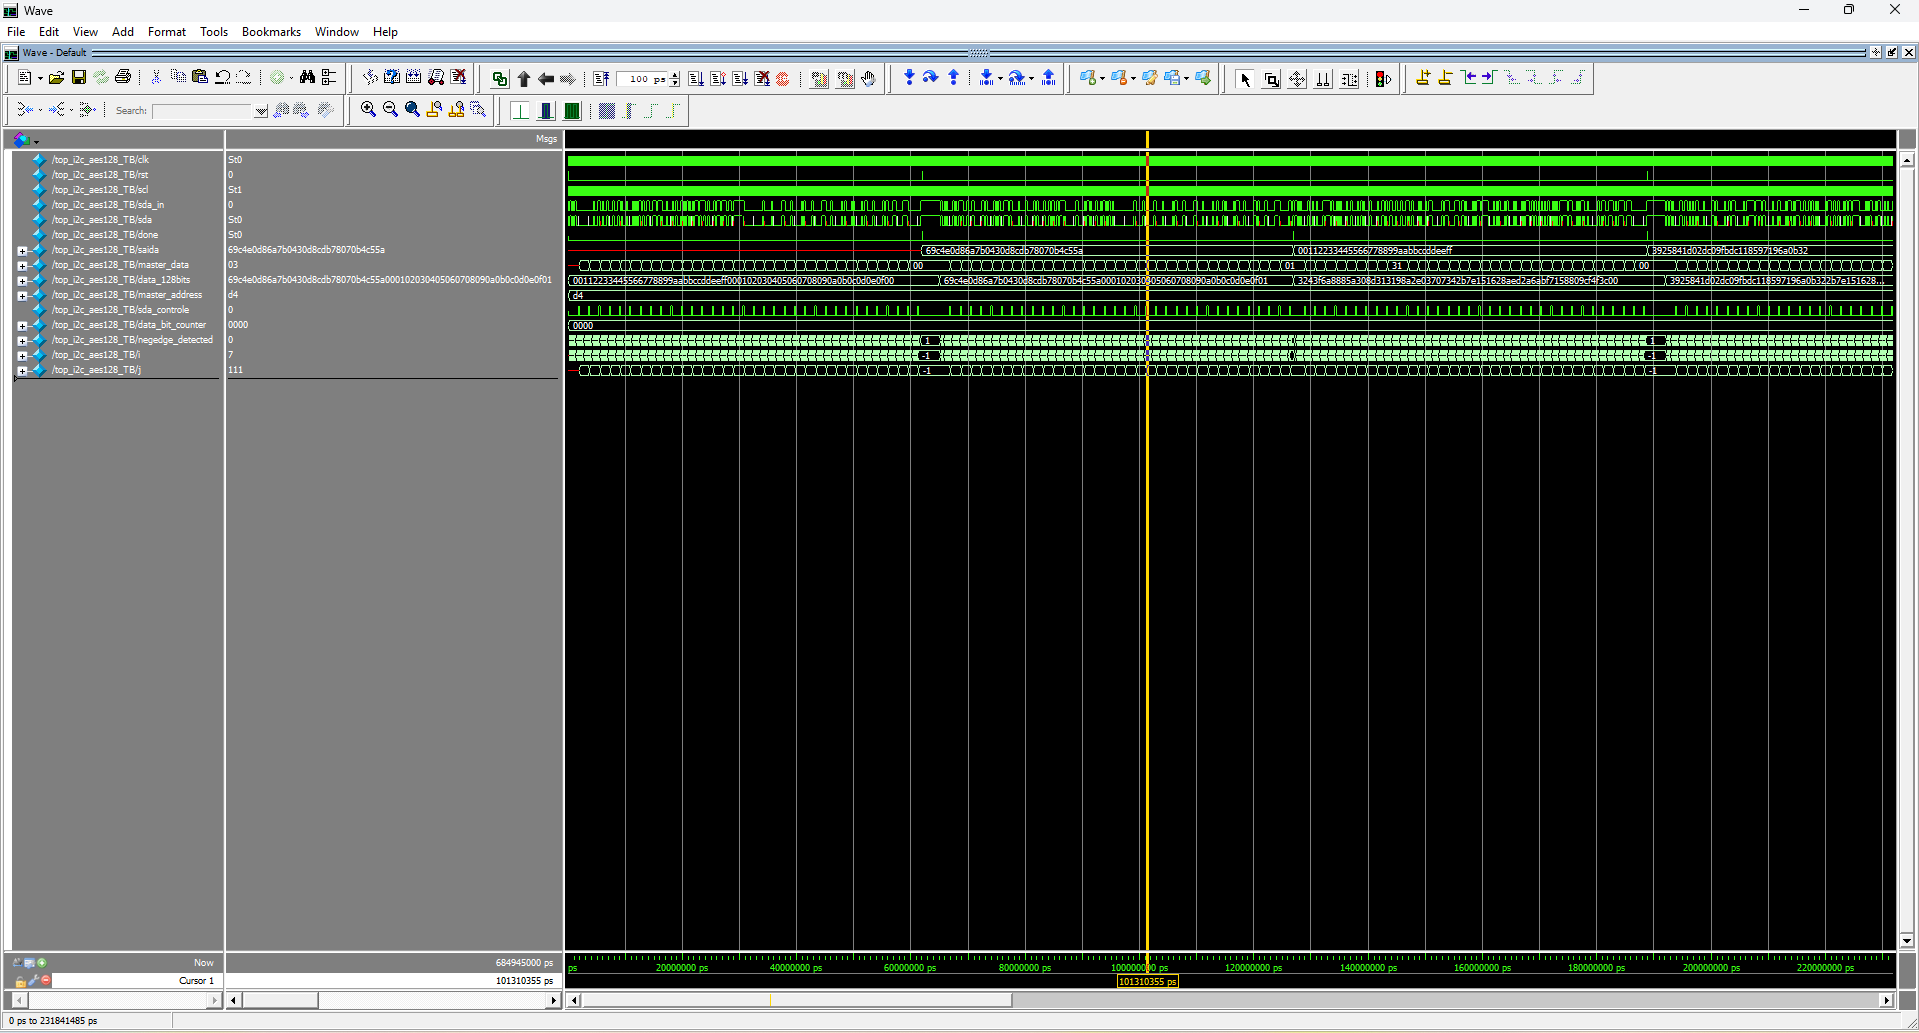 Wave
File Edit View Add Format Tools Bookmarks Window Help
Wave - Default
100 ps
Search:
Msgs
/top_i2c_aes128_TB/clk St0
/top_i2c_aes128_TB/rst 0
/top_i2c_aes128_TB/scl St1
/top_i2c_aes128_TB/sda_in 0
/top_i2c_aes128_TB/sda St0
/top_i2c_aes128_TB/done St0
/top_i2c_aes128_TB/saida 69c4e0d86a7b0430d8cdb78070b4c55a 69c4e0d86a7b0430d8cdb78070b4c55a 00112233445566778899aabbccddeeff 3925841d02dc09fbdc118597196a0b32
/top_i2c_aes128_TB/master_data 03 00 01 31 00
/top_i2c_aes128_TB/data_128bits 69c4e0d86a7b0430d8cdb78070b4c55a000102030405060708090a0b0c0d0e0f01 00112233445566778899aabbccddeeff000102030405060708090a0b0c0d0e0f00 69c4e0d86a7b0430d8cdb78070b4c55a000102030405060708090a0b0c0d0e0f01 3243f6a8885a308d313198a2e03707342b7e151628aed2a6abf7158809cf4f3c00 3925841d02dc09fbdc118597196a0b322b7e151628...
/top_i2c_aes128_TB/master_address d4 d4
/top_i2c_aes128_TB/sda_controle 0
/top_i2c_aes128_TB/data_bit_counter 0000 0000
/top_i2c_aes128_TB/negedge_detected 0 1 1
/top_i2c_aes128_TB/i 7 -1 -1
/top_i2c_aes128_TB/j 111 -1 -1
Now 684945000 ps ps 20000000 ps 40000000 ps 60000000 ps 80000000 ps 100000000 ps 120000000 ps 140000000 ps 160000000 ps 180000000 ps 200000000 ps 220000000 ps
Cursor 1 101310355 ps 101310355 ps
0 ps to 231841485 ps